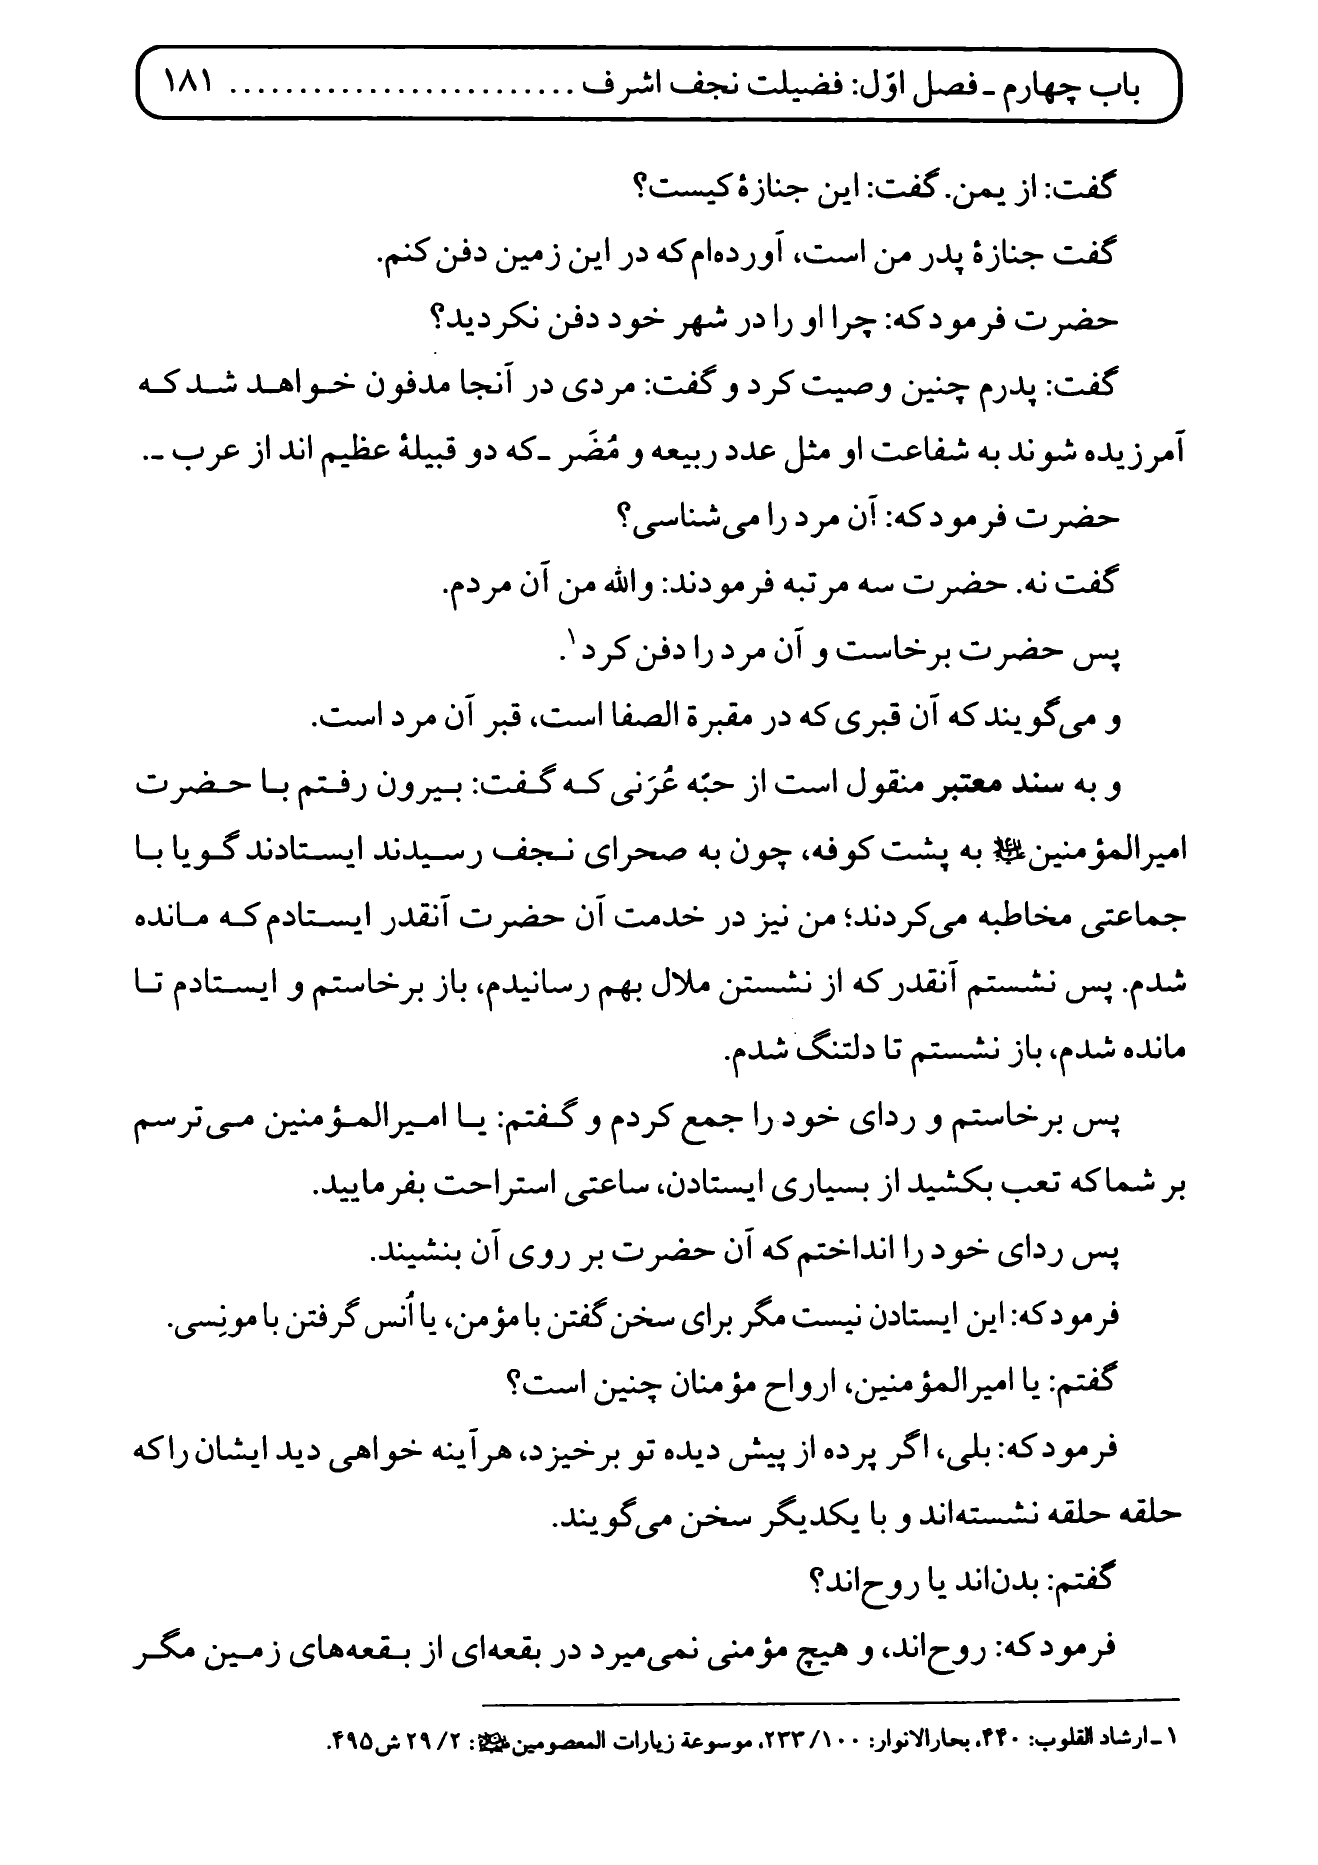 باب چهارم ـ فصل اوّل: فضیلت نجف اشرف ......................... ۱۸۱
گفت: از یمن. گفت: این جنازهٔ کیست؟
گفت جنازهٔ پدر من است، آورده‌ام که در این زمین دفن کنم.
حضرت فرمود که: چرا او را در شهر خود دفن نکردید؟
گفت: پدرم چنین وصیت کرد و گفت: مردی در آنجا مدفون خواهد شد که
آمرزیده شوند به شفاعت او مثل عدد ربیعه و مُضَر ـ که دو قبیلهٔ عظیم اند از عرب ـ.
حضرت فرمود که: آن مرد را می‌شناسی؟
گفت نه. حضرت سه مرتبه فرمودند: والله من آن مردم.
پس حضرت برخاست و آن مرد را دفن کرد۱.
و می‌گویند که آن قبری که در مقبرة الصفا است، قبر آن مرد است.
و به سند معتبر منقول است از حبّه عُرَنی که گفت: بیرون رفتم با حضرت
امیرالمؤمنین علیه السلام به پشت کوفه، چون به صحرای نجف رسیدند ایستادند گویا با
جماعتی مخاطبه می‌کردند؛ من نیز در خدمت آن حضرت آنقدر ایستادم که مانده
شدم. پس نشستم آنقدر که از نشستن ملال بهم رسانیدم، باز برخاستم و ایستادم تا
مانده شدم، باز نشستم تا دلتنگ شدم.
پس برخاستم و ردای خود را جمع کردم و گفتم: یا امیرالمؤمنین می‌ترسم
بر شما که تعب بکشید از بسیاری ایستادن، ساعتی استراحت بفرمایید.
پس ردای خود را انداختم که آن حضرت بر روی آن بنشیند.
فرمود که: این ایستادن نیست مگر برای سخن گفتن با مؤمن، یا اُنس گرفتن با مونِسی.
گفتم: یا امیرالمؤمنین، ارواح مؤمنان چنین است؟
فرمود که: بلی، اگر پرده از پیش دیده تو برخیزد، هرآینه خواهی دید ایشان را که
حلقه حلقه نشسته‌اند و با یکدیگر سخن می‌گویند.
گفتم: بدن‌اند یا روح‌اند؟
فرمود که: روح‌اند، و هیچ مؤمنی نمی‌میرد در بقعه‌ای از بقعه‌های زمین مگر
۱ ـ ارشاد القلوب: ۴۴۰، بحارالانوار: ۱۰۰/ ۲۳۳، موسوعة زیارات المعصومین علیهم السلام: ۲/ ۲۹ ش ۴۹۵.